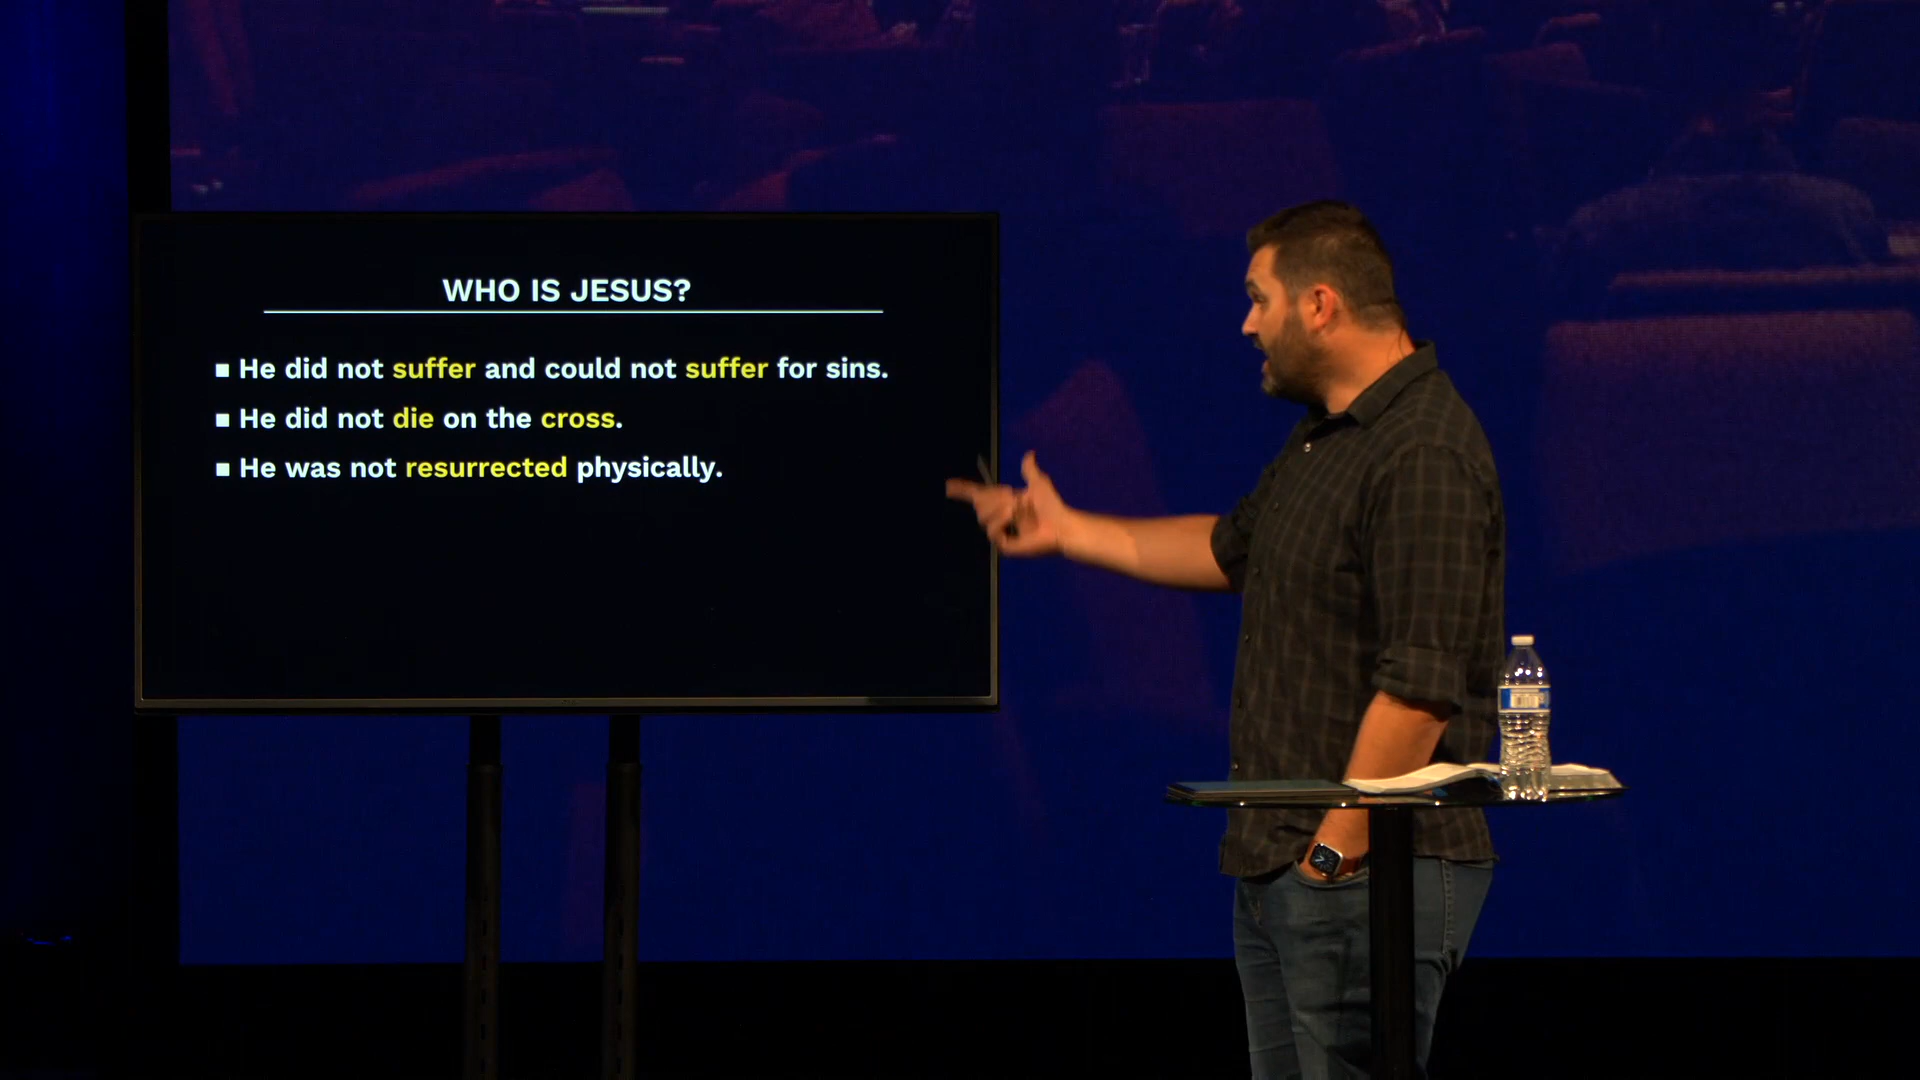 WHO IS JESUS?
▪ He did not suffer and could not suffer for sins.
▪ He did not die on the cross.
▪ He was not resurrected physically.